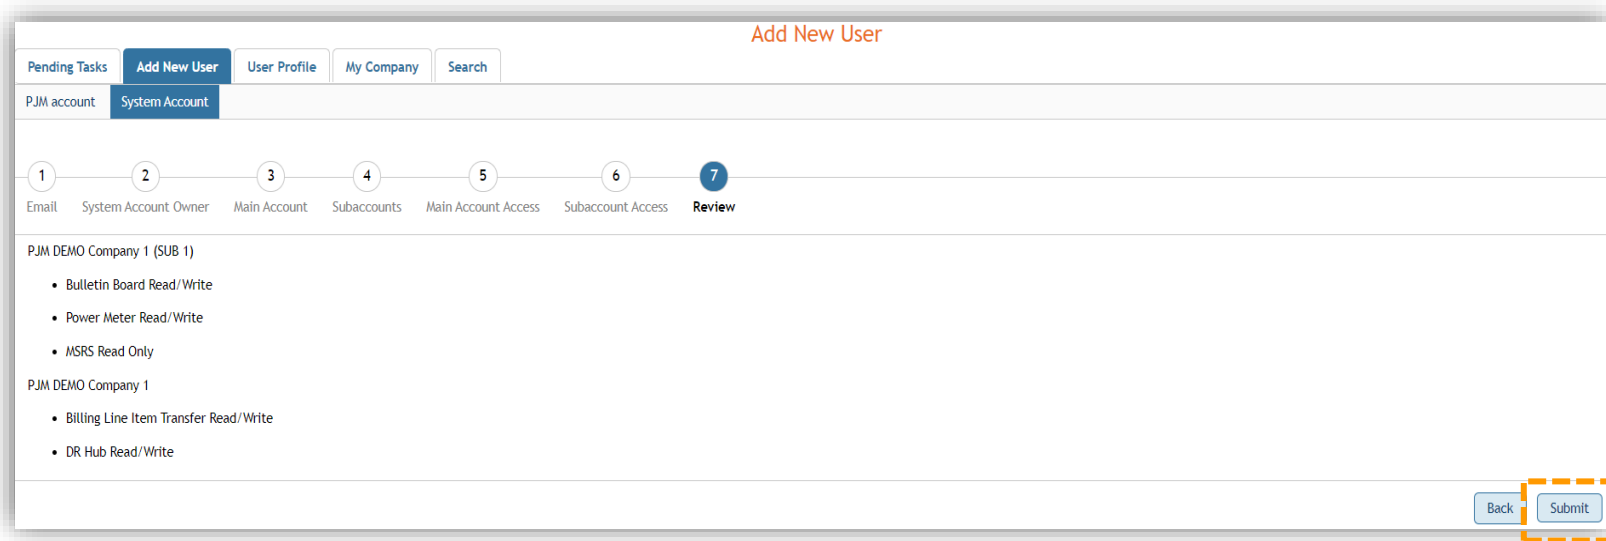 Add New User
Pending Tasks Add New User User Profile My Company Search
PJM account System Account
1 2 3 4 5 6 7
Email System Account Owner Main Account Subaccounts Main Account Access Subaccount Access Review
PJM DEMO Company 1 (SUB 1)
• Bulletin Board Read/Write
• Power Meter Read/Write
• MSRS Read Only
PJM DEMO Company 1
• Billing Line Item Transfer Read/Write
• DR Hub Read/Write
Back Submit